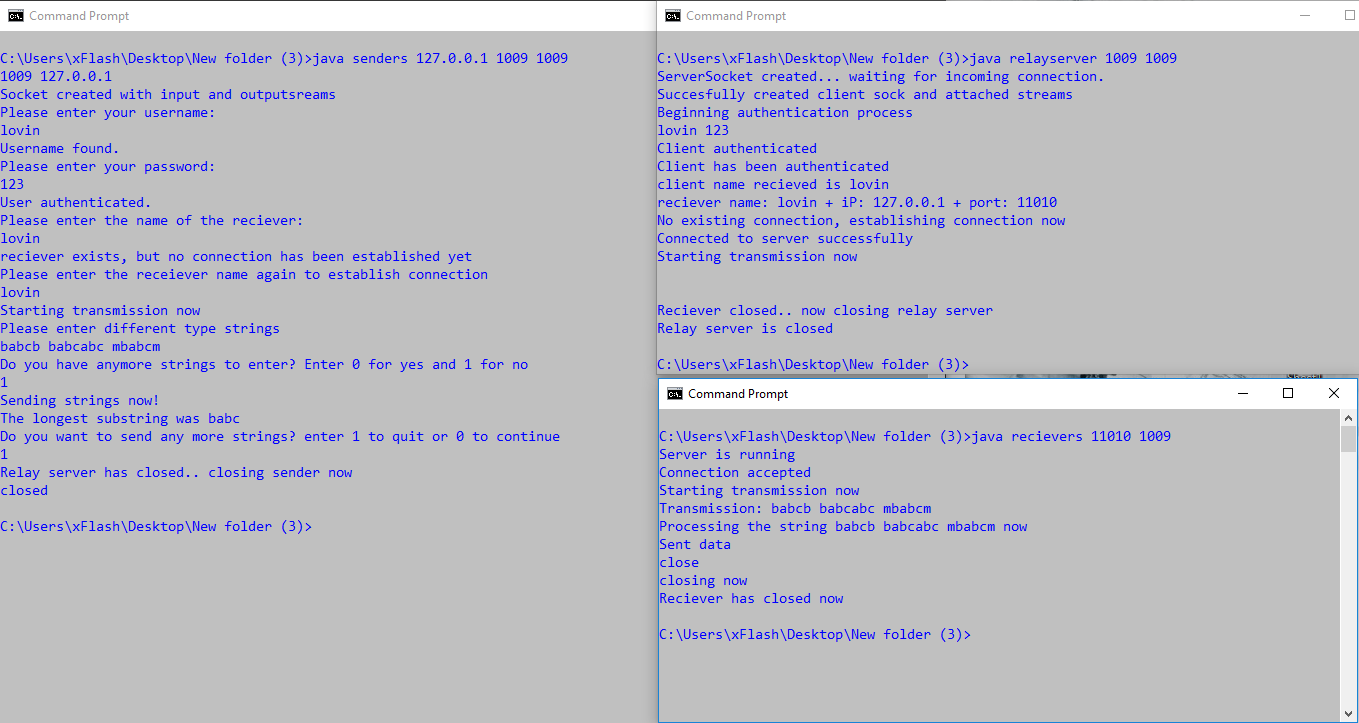 Command Prompt
C:\Users\xFlash\Desktop\New folder (3)>java senders 127.0.0.1 1009 1009
1009 127.0.0.1
Socket created with input and outputsreams
Please enter your username:
lovin
Username found.
Please enter your password:
123
User authenticated.
Please enter the name of the reciever:
lovin
reciever exists, but no connection has been established yet
Please enter the receiever name again to establish connection
lovin
Starting transmission now
Please enter different type strings
babcb babcabc mbabcm
Do you have anymore strings to enter? Enter 0 for yes and 1 for no
1
Sending strings now!
The longest substring was babc
Do you want to send any more strings? enter 1 to quit or 0 to continue
1
Relay server has closed.. closing sender now
closed
C:\Users\xFlash\Desktop\New folder (3)>
Command Prompt
C:\Users\xFlash\Desktop\New folder (3)>java relayserver 1009 1009
ServerSocket created... waiting for incoming connection.
Succesfully created client sock and attached streams
Beginning authentication process
lovin 123
Client authenticated
Client has been authenticated
client name recieved is lovin
reciever name: lovin + iP: 127.0.0.1 + port: 11010
No existing connection, establishing connection now
Connected to server successfully
Starting transmission now
Reciever closed.. now closing relay server
Relay server is closed
C:\Users\xFlash\Desktop\New folder (3)>
Command Prompt
C:\Users\xFlash\Desktop\New folder (3)>java recievers 11010 1009
Server is running
Connection accepted
Starting transmission now
Transmission: babcb babcabc mbabcm
Processing the string babcb babcabc mbabcm now
Sent data
close
closing now
Reciever has closed now
C:\Users\xFlash\Desktop\New folder (3)>